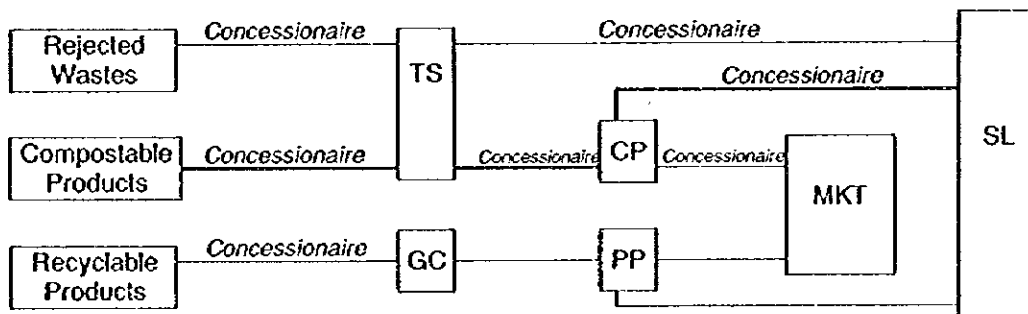 Concessionaire
Rejected
Wastes
Concessionaire
TS
Concessionaire
SL
Compostable
Products
Concessionaire
Concessionaire
CP
Concessionaire
MKT
Recyclable
Products
Concessionaire
GC
PP